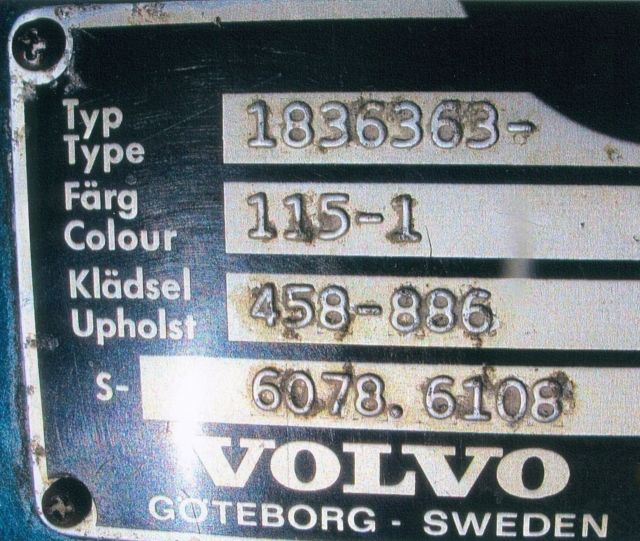 Typ 1836363-
Type
Färg 115-1
Colour
Klädsel 458-886
Upholst
S- 6078.6108
VOLVO
GÖTEBORG - SWEDEN